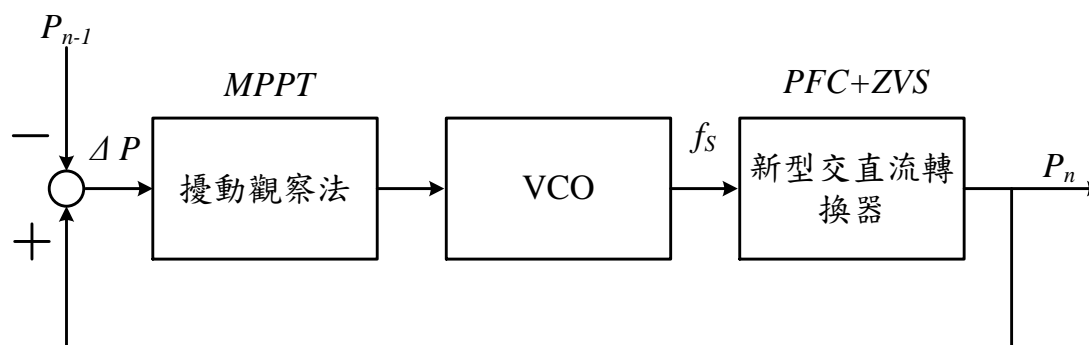 P_{n-1}
MPPT
PFC+ZVS
−
Δ P
擾動觀察法
VCO
f_S
新型交直流轉
換器
P_n
+